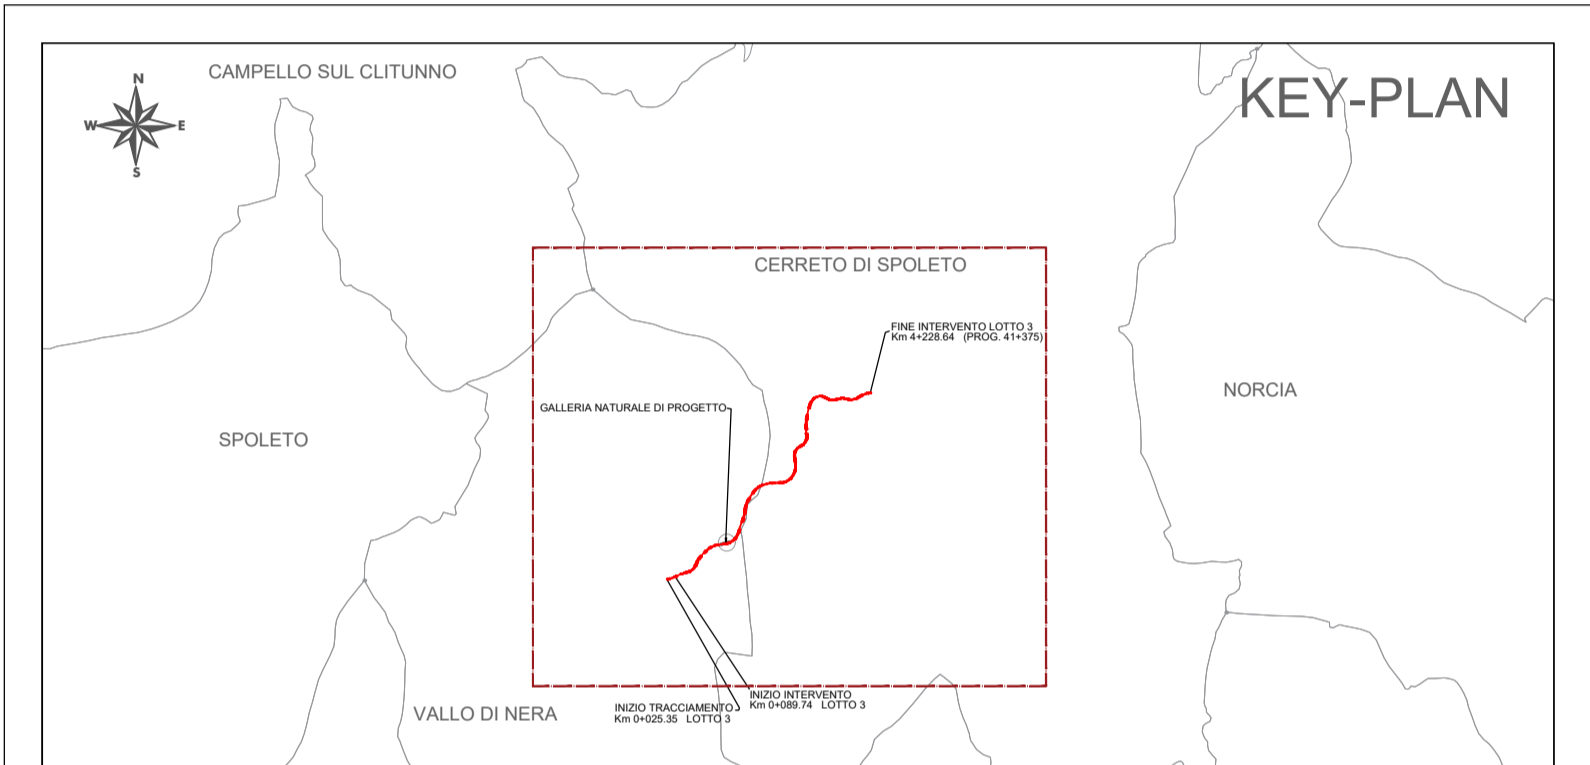 CAMPELLO SUL CLITUNNO
KEY-PLAN
N
W E
S
CERRETO DI SPOLETO
FINE INTERVENTO LOTTO 3
Km 4+228.64 (PROG. 41+375)
NORCIA
GALLERIA NATURALE DI PROGETTO
SPOLETO
INIZIO INTERVENTO
Km 0+089.74 LOTTO 3
INIZIO TRACCIAMENTO
Km 0+025.35 LOTTO 3
VALLO DI NERA